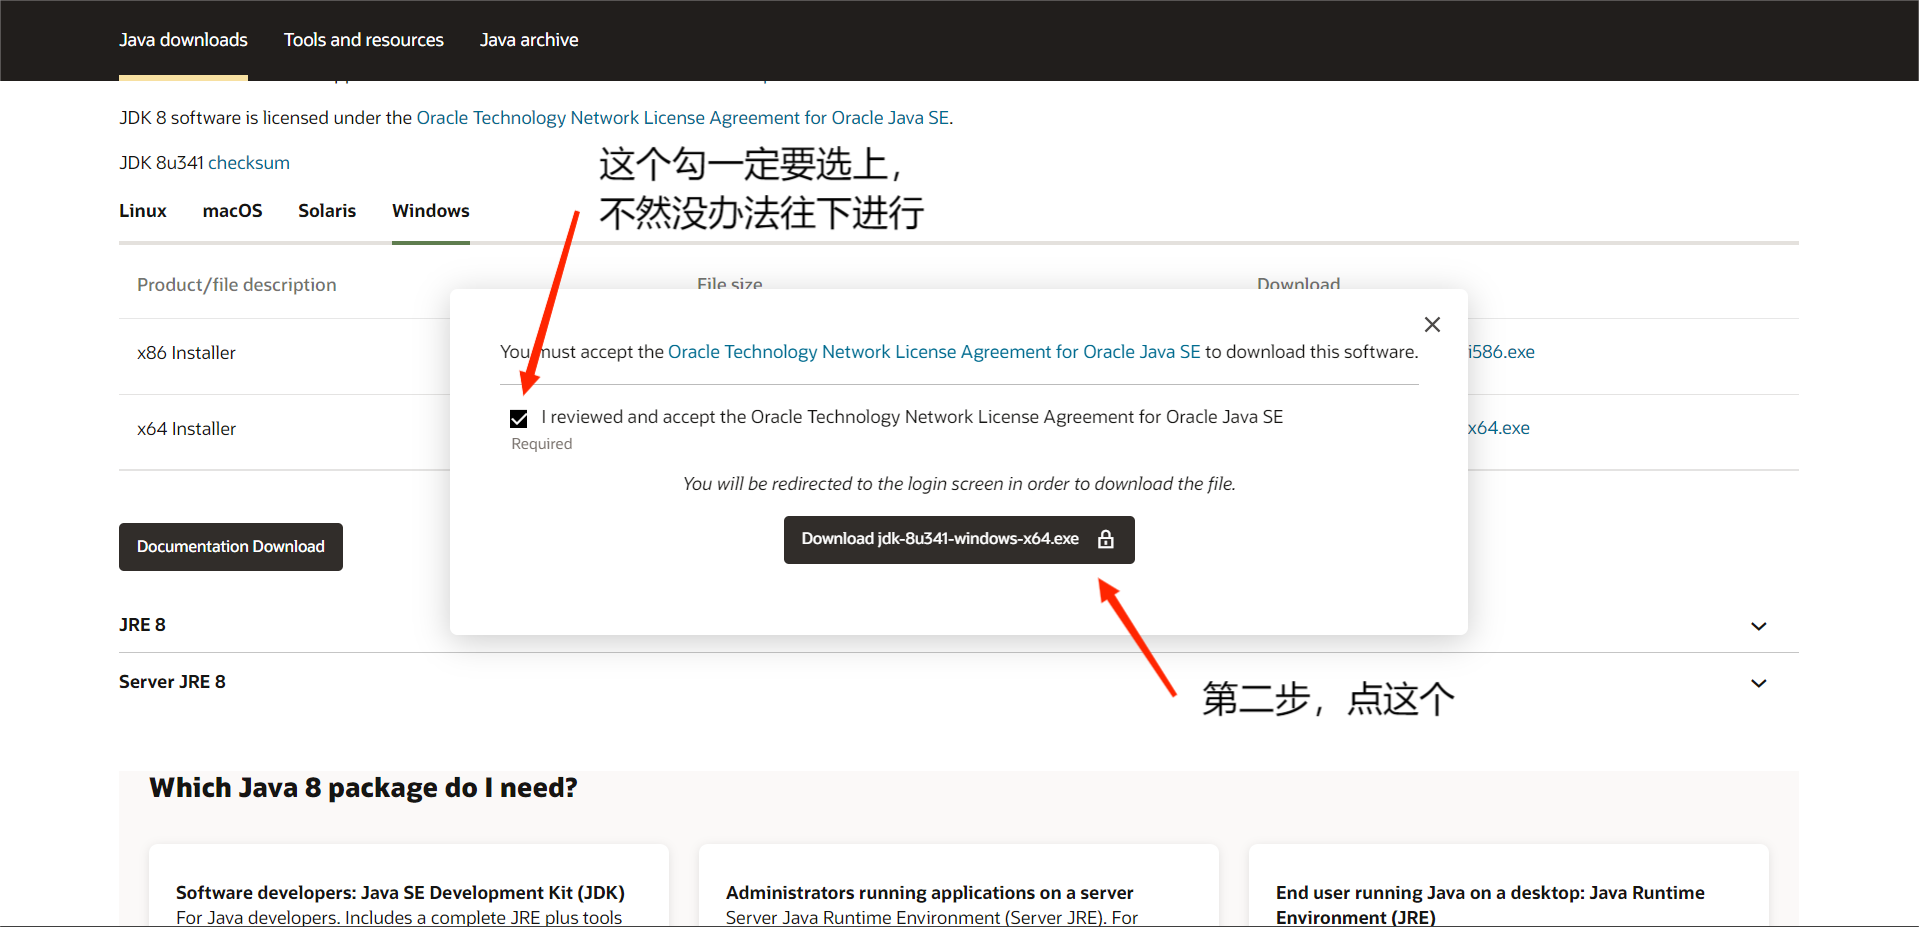 Java downloads
Tools and resources
Java archive
JDK 8 software is licensed under the Oracle Technology Network License Agreement for Oracle Java SE.
JDK 8u341 checksum
这个勾一定要选上，
不然没办法往下进行
Linux
macOS
Solaris
Windows
Product/file description
File size
Download
x86 Installer
i586.exe
x64 Installer
x64.exe
You must accept the Oracle Technology Network License Agreement for Oracle Java SE to download this software.
I reviewed and accept the Oracle Technology Network License Agreement for Oracle Java SE
Required
You will be redirected to the login screen in order to download the file.
Download jdk-8u341-windows-x64.exe
Documentation Download
JRE 8
Server JRE 8
第二步，点这个
Which Java 8 package do I need?
Software developers: Java SE Development Kit (JDK)
For Java developers. Includes a complete JRE plus tools
Administrators running applications on a server
Server Java Runtime Environment (Server JRE). For
End user running Java on a desktop: Java Runtime
Environment (JRE)